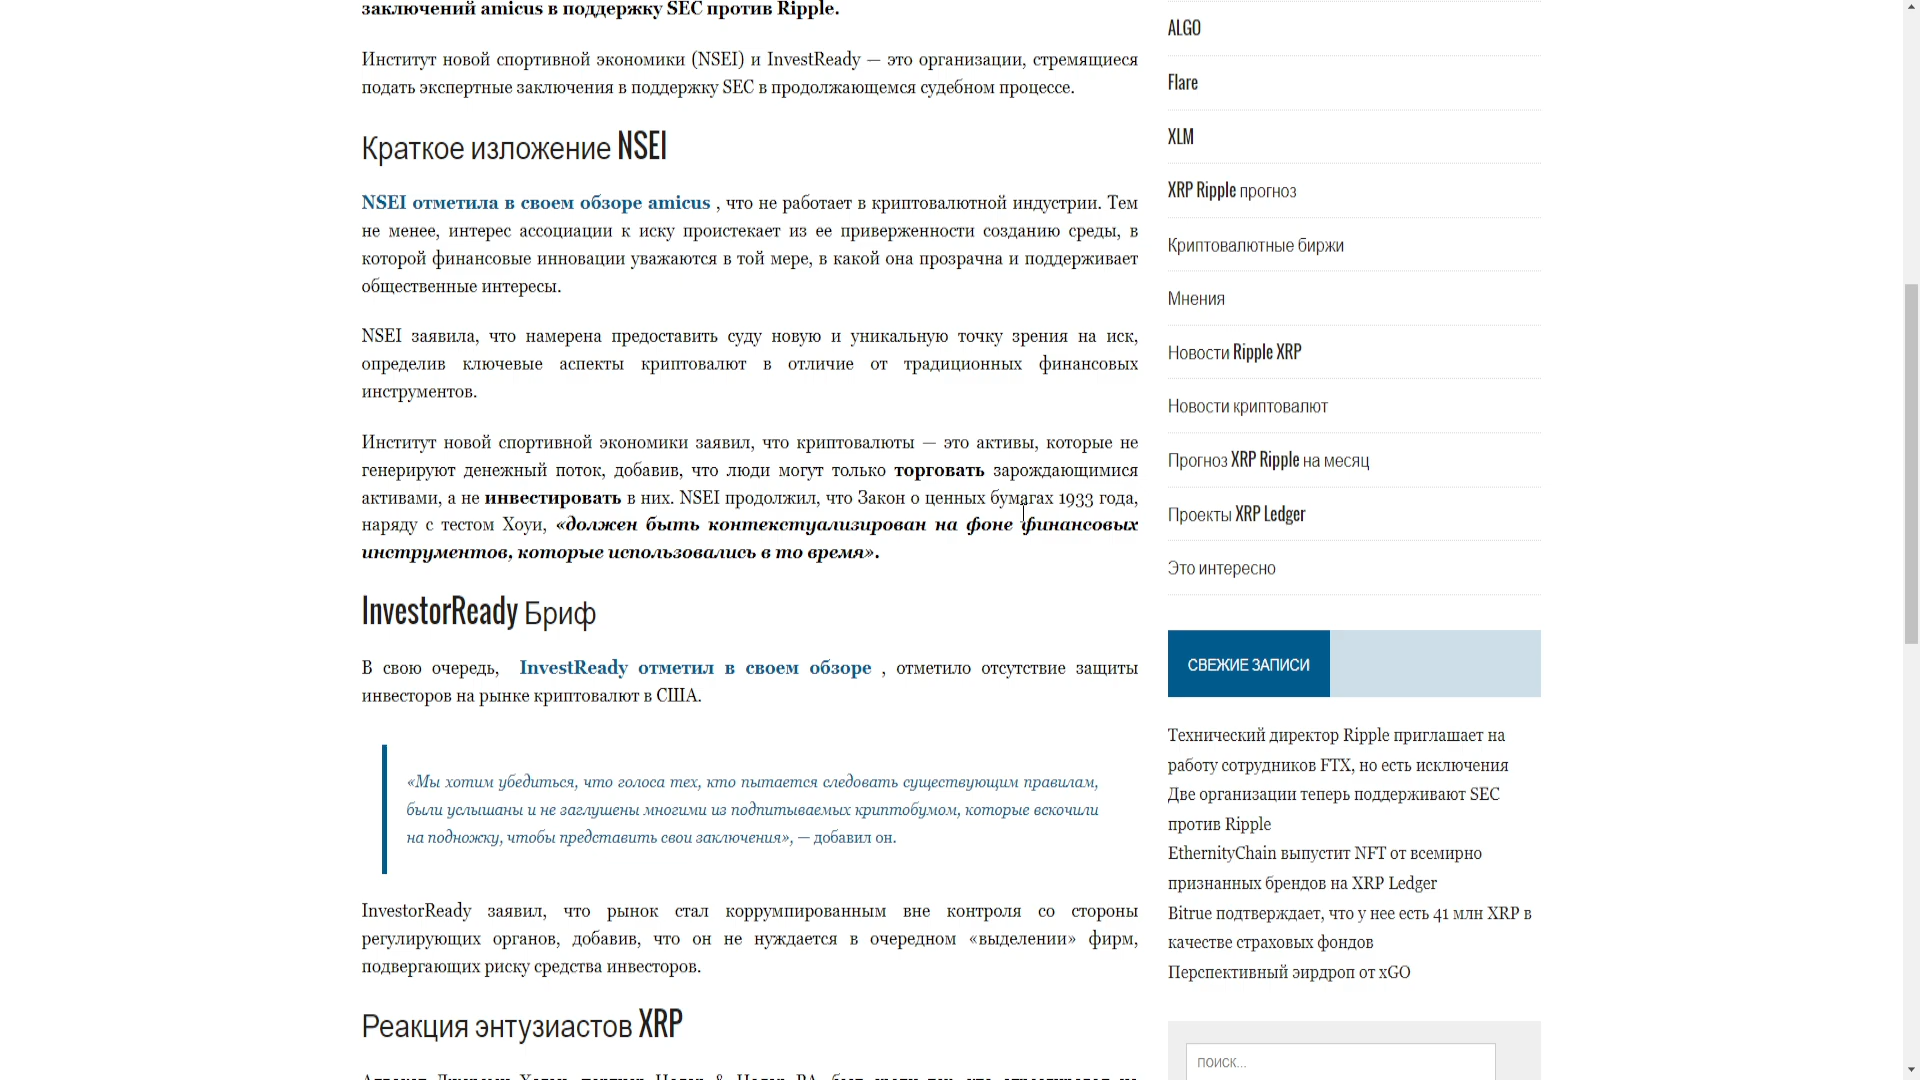 заключений amicus в поддержку SEC против Ripple.
Институт новой спортивной экономики (NSEI) и InvestReady — это организации, стремящиеся
подать экспертные заключения в поддержку SEC в продолжающемся судебном процессе.
Краткое изложение NSEI
NSEI отметила в своем обзоре amicus , что не работает в криптовалютной индустрии. Тем
не менее, интерес ассоциации к иску проистекает из ее приверженности созданию среды, в
которой финансовые инновации уважаются в той мере, в какой она прозрачна и поддерживает
общественные интересы.
NSEI заявила, что намерена предоставить суду новую и уникальную точку зрения на иск,
определив ключевые аспекты криптовалют в отличие от традиционных финансовых
инструментов.
Институт новой спортивной экономики заявил, что криптовалюты — это активы, которые не
генерируют денежный поток, добавив, что люди могут только торговать зарождающимися
активами, а не инвестировать в них. NSEI продолжил, что Закон о ценных бумагах 1933 года,
наряду с тестом Хоуи, «должен быть контекстуализирован на фоне финансовых
инструментов, которые использовались в то время».
InvestorReady Бриф
В свою очередь, InvestReady отметил в своем обзоре , отметило отсутствие защиты
инвесторов на рынке криптовалют в США.
«Мы хотим убедиться, что голоса тех, кто пытается следовать существующим правилам,
были услышаны и не заглушены многими из подпитываемых криптобумом, которые вскочили
на подножку, чтобы представить свои заключения», — добавил он.
InvestorReady заявил, что рынок стал коррумпированным вне контроля со стороны
регулирующих органов, добавив, что он не нуждается в очередном «выделении» фирм,
подвергающих риску средства инвесторов.
Реакция энтузиастов XRP
ALGO
Flare
XLM
XRP Ripple прогноз
Криптовалютные биржи
Мнения
Новости Ripple XRP
Новости криптовалют
Прогноз XRP Ripple на месяц
Проекты XRP Ledger
Это интересно
СВЕЖИЕ ЗАПИСИ
Технический директор Ripple приглашает на
работу сотрудников FTX, но есть исключения
Две организации теперь поддерживают SEC
против Ripple
EthernityChain выпустит NFT от всемирно
признанных брендов на XRP Ledger
Bitrue подтверждает, что у нее есть 41 млн XRP в
качестве страховых фондов
Перспективный эирдроп от xGO
поиск...